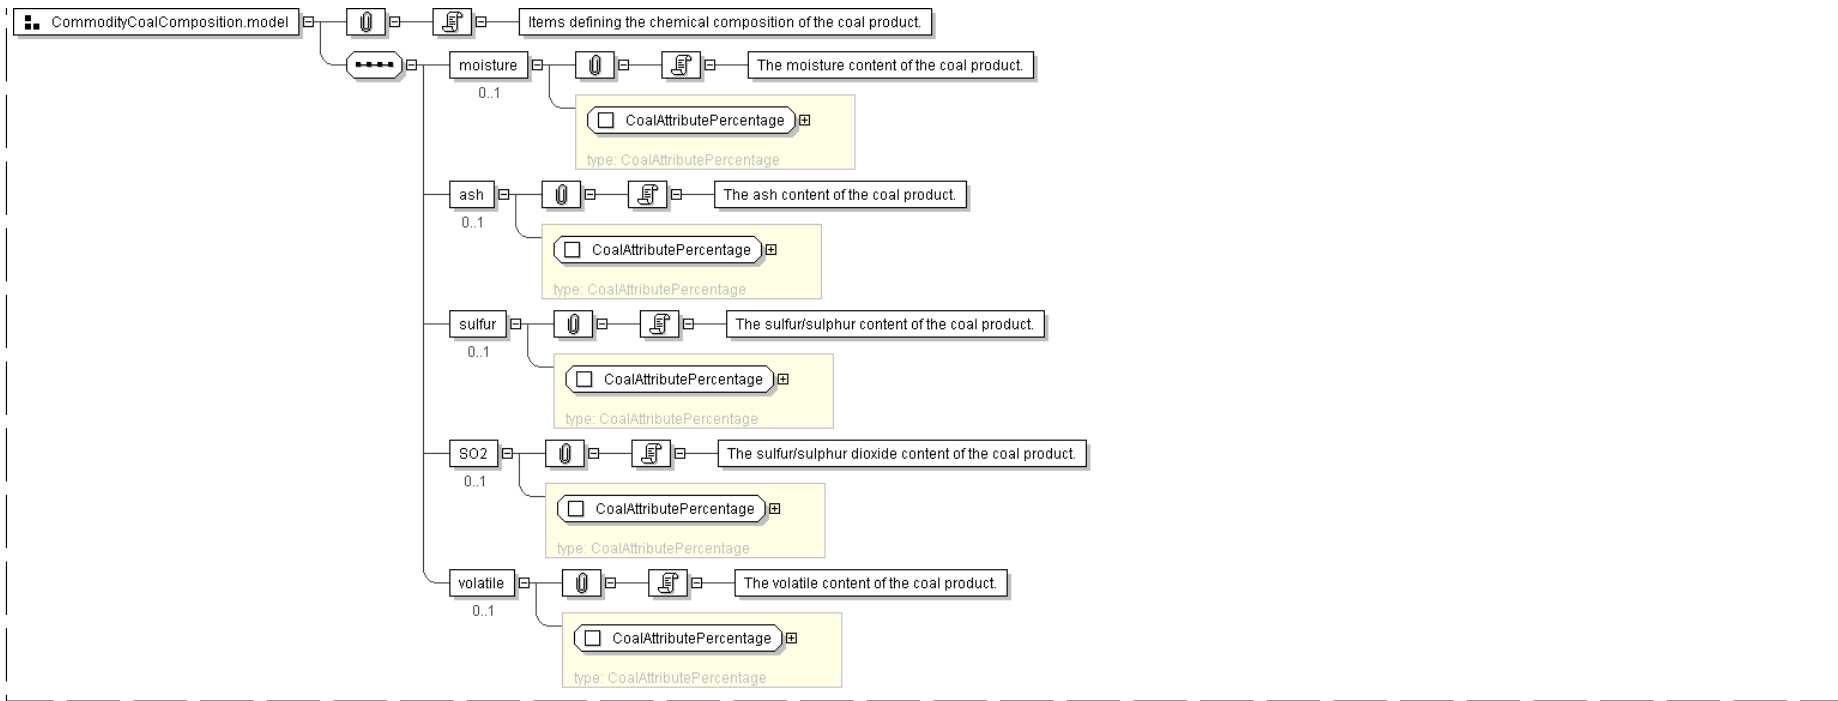 CommodityCoalComposition.model
Items defining the chemical composition of the coal product.
moisture
The moisture content of the coal product.
0..1
CoalAttributePercentage
type: CoalAttributePercentage
ash
The ash content of the coal product.
0..1
CoalAttributePercentage
type: CoalAttributePercentage
sulfur
The sulfur/sulphur content of the coal product.
0..1
CoalAttributePercentage
type: CoalAttributePercentage
SO2
The sulfur/sulphur dioxide content of the coal product.
0..1
CoalAttributePercentage
type: CoalAttributePercentage
volatile
The volatile content of the coal product.
0..1
CoalAttributePercentage
type: CoalAttributePercentage